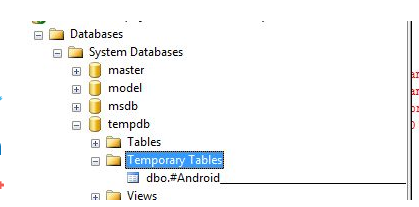 Databases
System Databases
master
model
msdb
tempdb
Tables
Temporary Tables
dbo.#Android
Views